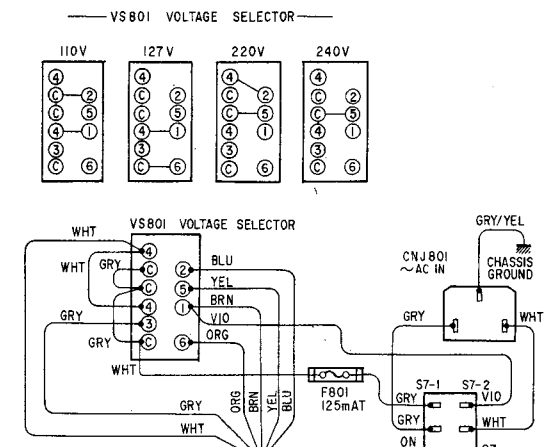 VS801 VOLTAGE SELECTOR
110V 127V 220V 240V
4 4 4 4
C 2 C 2 C 2 C 2
C 5 C 5 C 5 C 5
4 1 4 1 4 1 4 1
3 3 3 3
C 6 C 6 C 6 C 6
VS801 VOLTAGE SELECTOR
GRY/YEL
WHT
4
CNJ801
~AC IN
CHASSIS
GROUND
WHT GRY C 2 BLU
C 5 YEL
4 1 BRN
GRY 3 VIO
GRY WHT
GRY C 6 ORG
WHT
F801
125mAT
S7-1 S7-2
GRY VIO
ORG BRN YEL BLU
GRY
GRY WHT
WHT
ON
S7